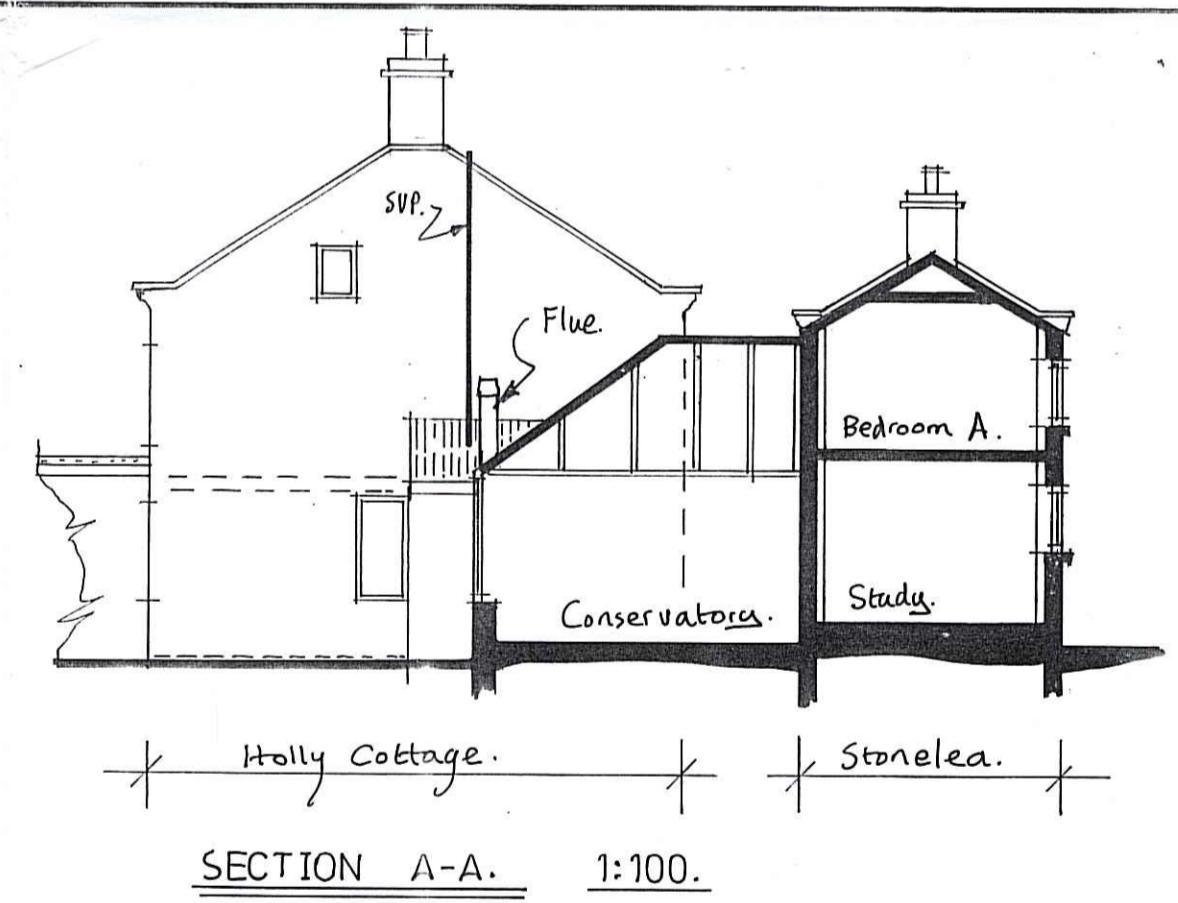 SVP.
Flue.
Bedroom A.
Conservatory.
Study.
Holly Cottage.
Stonelea.
SECTION A-A. 1:100.